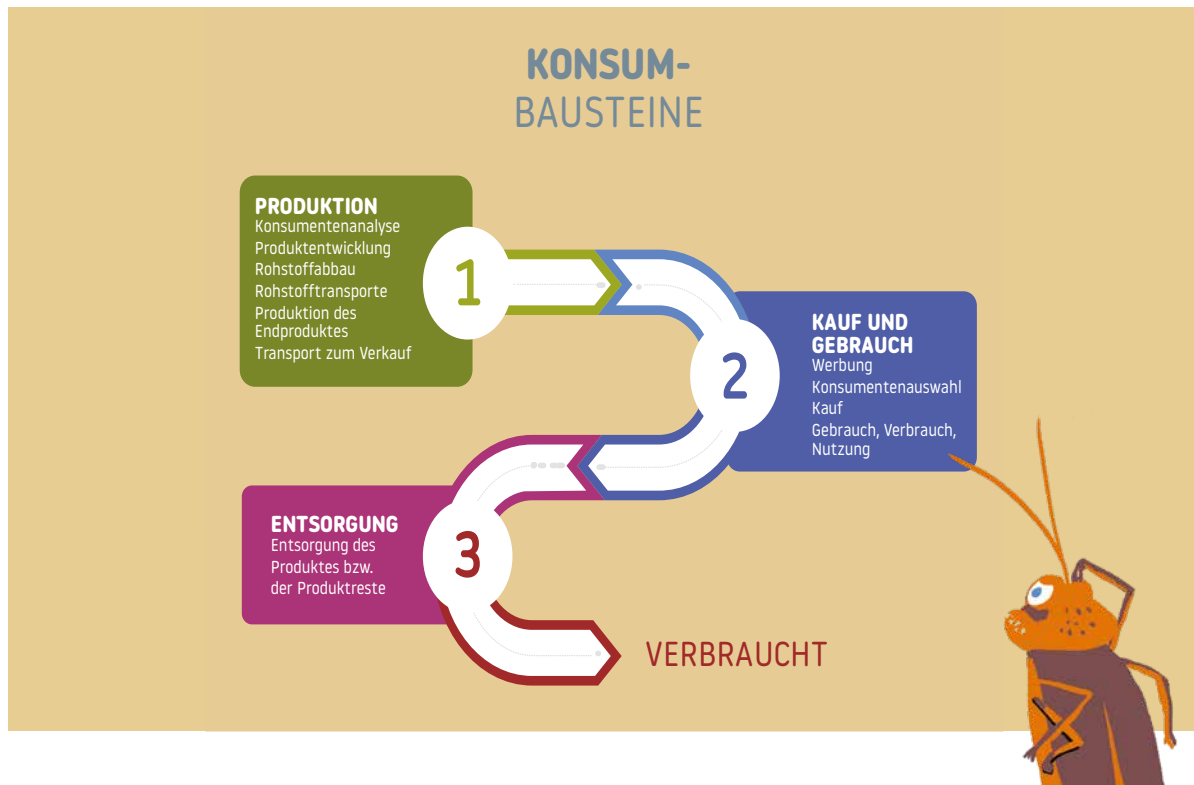 KONSUM-
BAUSTEINE
PRODUKTION
Konsumentenanalyse
Produktentwicklung
Rohstoffabbau
Rohstofftransporte
Produktion des
Endproduktes
Transport zum Verkauf
1
2
KAUF UND
GEBRAUCH
Werbung
Konsumentenauswahl
Kauf
Gebrauch, Verbrauch,
Nutzung
ENTSORGUNG
Entsorgung des
Produktes bzw.
der Produktreste
3
VERBRAUCHT